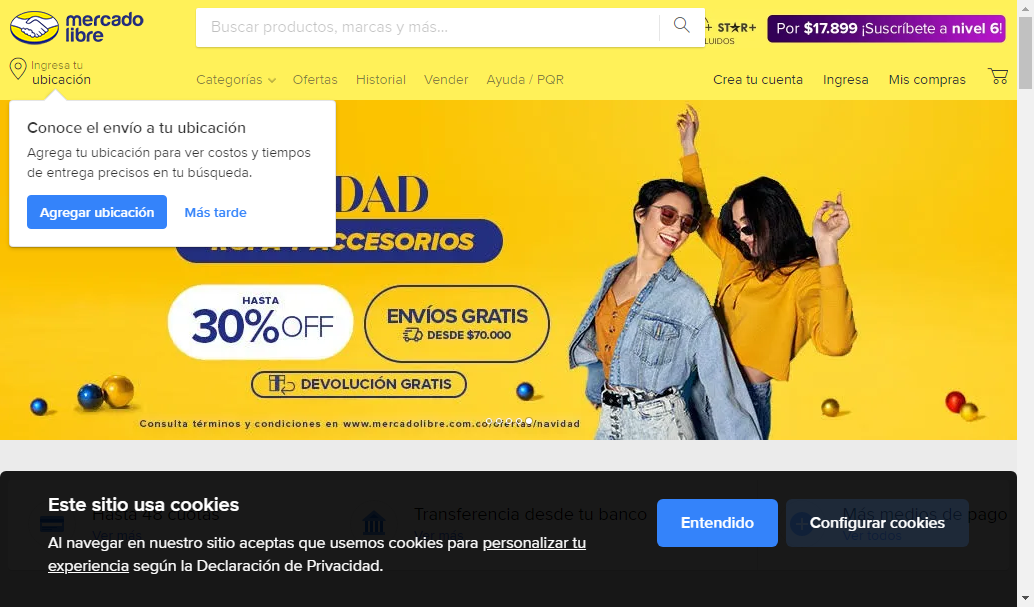 mercado
libre
Buscar productos, marcas y más...
+ ST★R+
LUIDOS
Por $17.899 ¡Suscríbete a nivel 6!
Ingresa tu
ubicación
Categorías
Ofertas
Historial
Vender
Ayuda / PQR
Crea tu cuenta
Ingresa
Mis compras
Conoce el envío a tu ubicación
Agrega tu ubicación para ver costos y tiempos
de entrega precisos en tu búsqueda.
Agregar ubicación
Más tarde
DAD
ROPA Y ACCESORIOS
HASTA
30% OFF
ENVÍOS GRATIS
DESDE $70.000
DEVOLUCIÓN GRATIS
Consulta términos y condiciones en www.mercadolibre.com.co/ofertas/navidad
Este sitio usa cookies
Al navegar en nuestro sitio aceptas que usemos cookies para personalizar tu
experiencia según la Declaración de Privacidad.
Entendido
Configurar cookies
Hasta 48 cuotas
Transferencia desde tu banco
Más medios de pago
Ver más
Ver todos